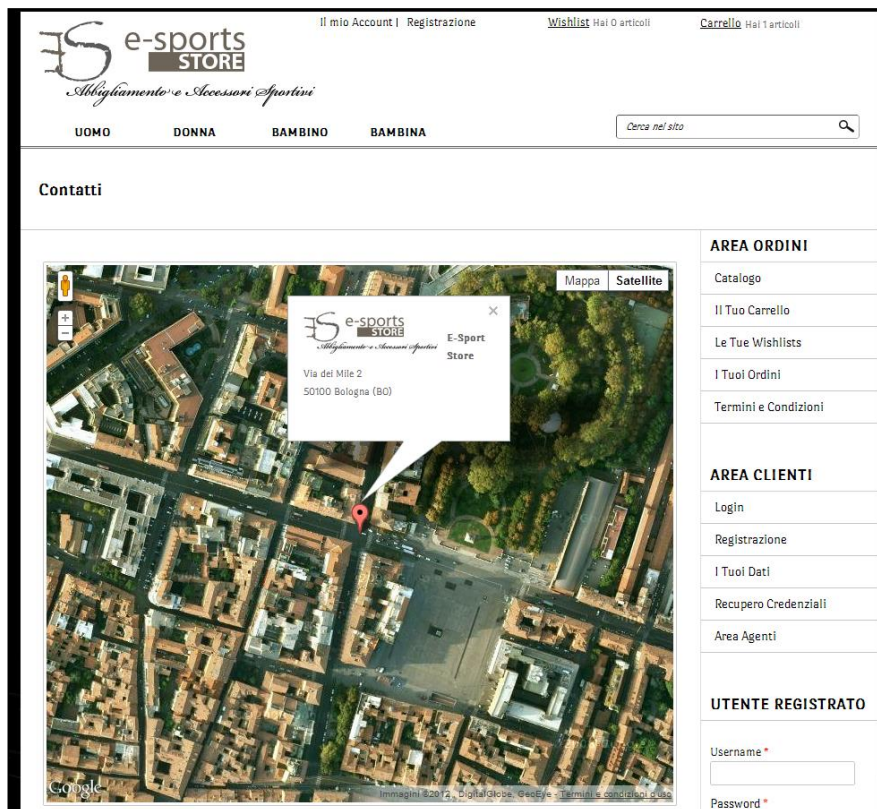 Il mio Account | Registrazione
Wishlist Hai 0 articoli
Carrello Hai 1 articoli
e-sports
STORE
Abbigliamento e Accessori Sportivi
UOMO DONNA BAMBINO BAMBINA
Cerca nel sito
Contatti
Mappa Satellite
e-sports
STORE
Abbigliamento e Accessori Sportivi
E-Sport
Store
Via dei Mile 2
50100 Bologna (BO)
Google
Immagini ©2012 , DigitalGlobe, GeoEye - Termini e condizioni d'uso
AREA ORDINI
Catalogo
Il Tuo Carrello
Le Tue Wishlists
I Tuoi Ordini
Termini e Condizioni
AREA CLIENTI
Login
Registrazione
I Tuoi Dati
Recupero Credenziali
Area Agenti
UTENTE REGISTRATO
Username *
Password *